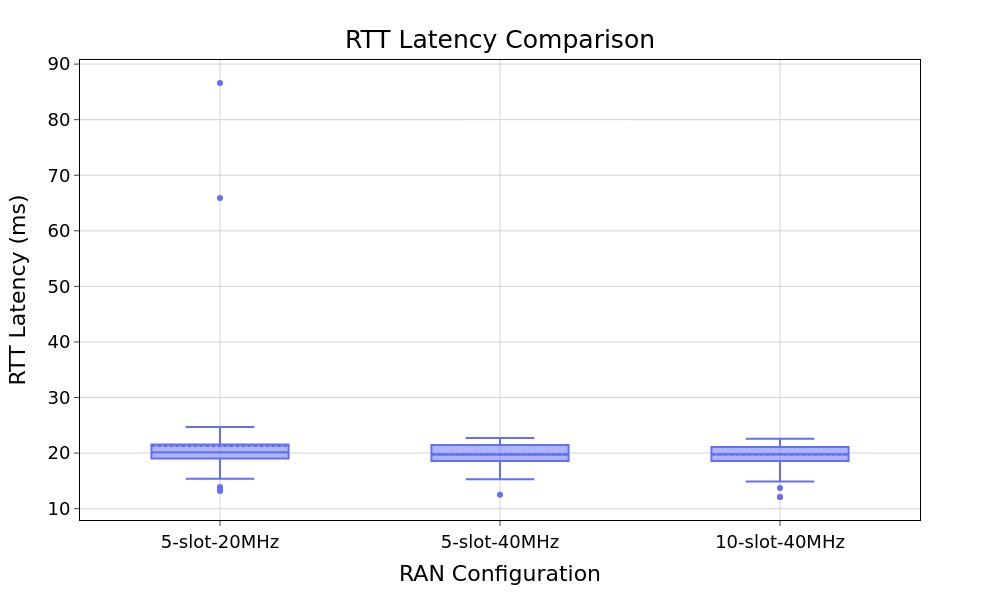 RTT Latency Comparison
RTT Latency (ms)
90
80
70
60
50
40
30
20
10
5-slot-20MHz
5-slot-40MHz
10-slot-40MHz
RAN Configuration